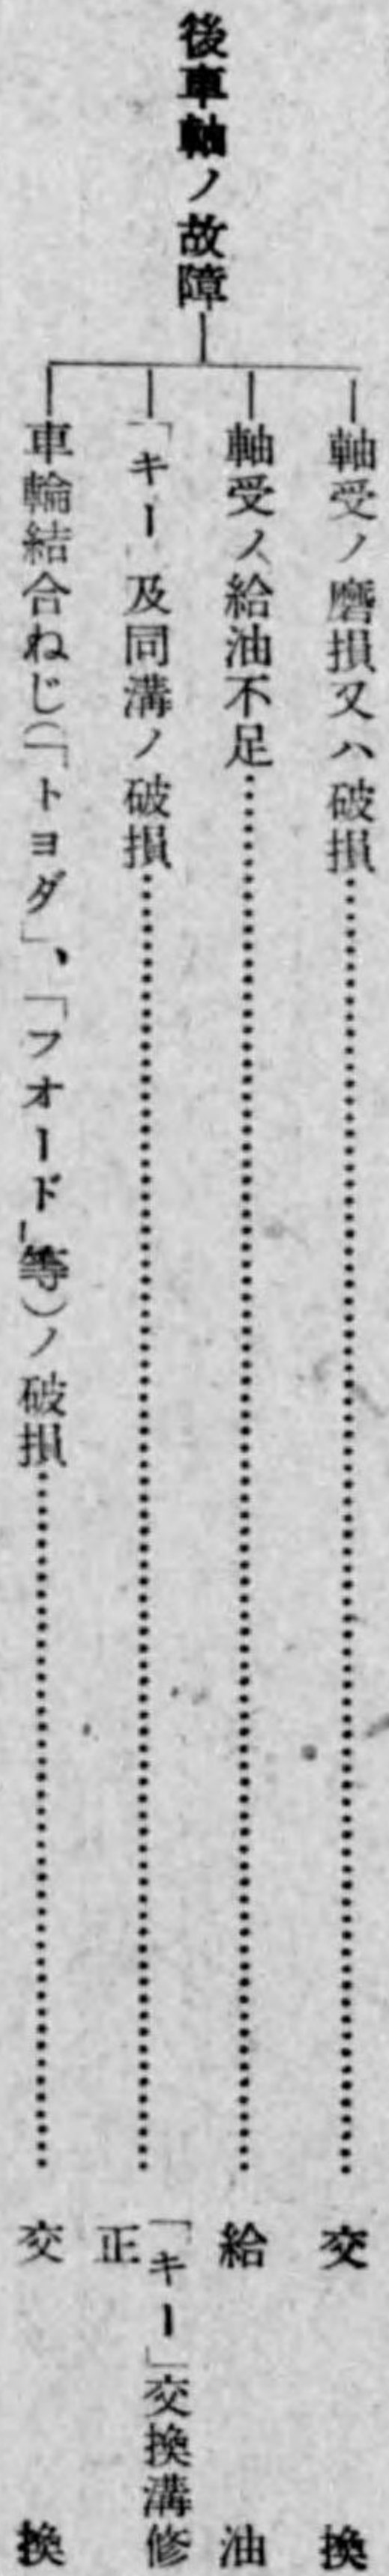 後車軸ノ故障
軸受ノ磨損又ハ破損……交換
軸受ノ給油不足……給油
「キー」及同溝ノ破損……「キー」交換溝修
正
車輪結合ねじ（「トヨダ」、「フオード」等）ノ破損……交換